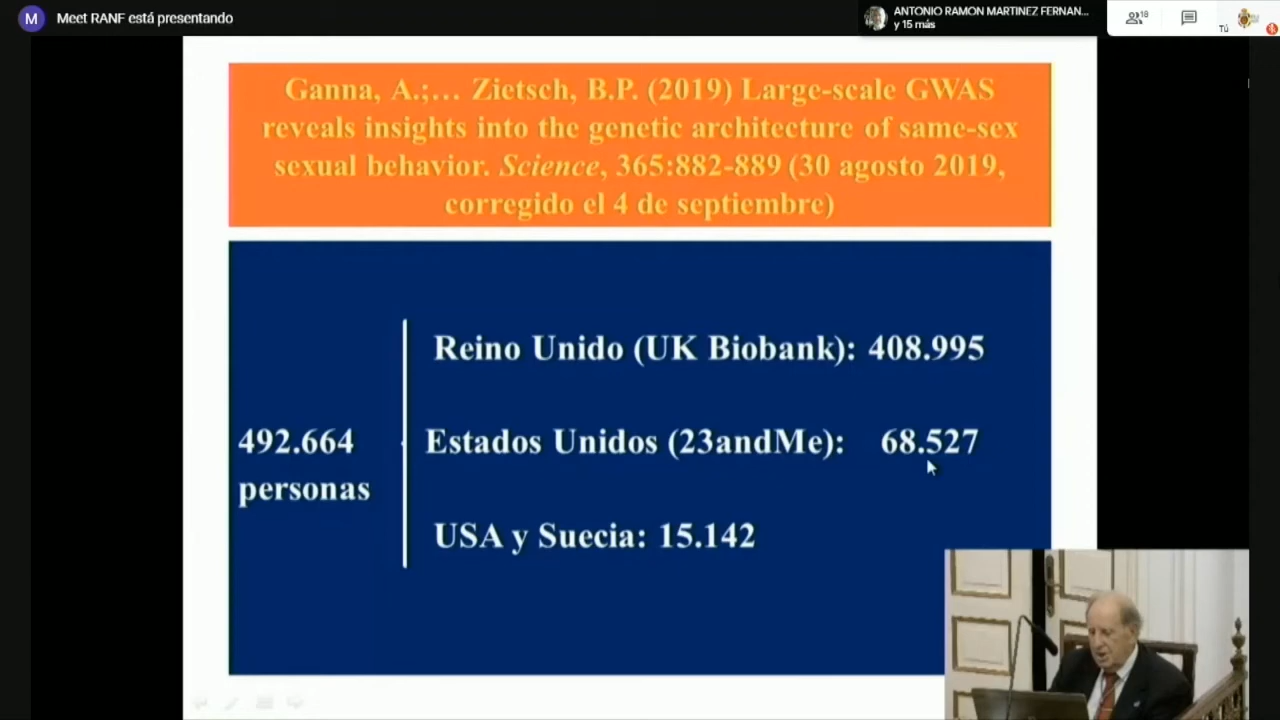 M Meet RANF está presentando
ANTONIO RAMON MARTINEZ FERNAN...
y 15 más
18
Tú
Ganna, A.;… Zietsch, B.P. (2019) Large-scale GWAS
reveals insights into the genetic architecture of same-sex
sexual behavior. Science, 365:882-889 (30 agosto 2019,
corregido el 4 de septiembre)
Reino Unido (UK Biobank): 408.995
492.664
personas
Estados Unidos (23andMe): 68.527
USA y Suecia: 15.142